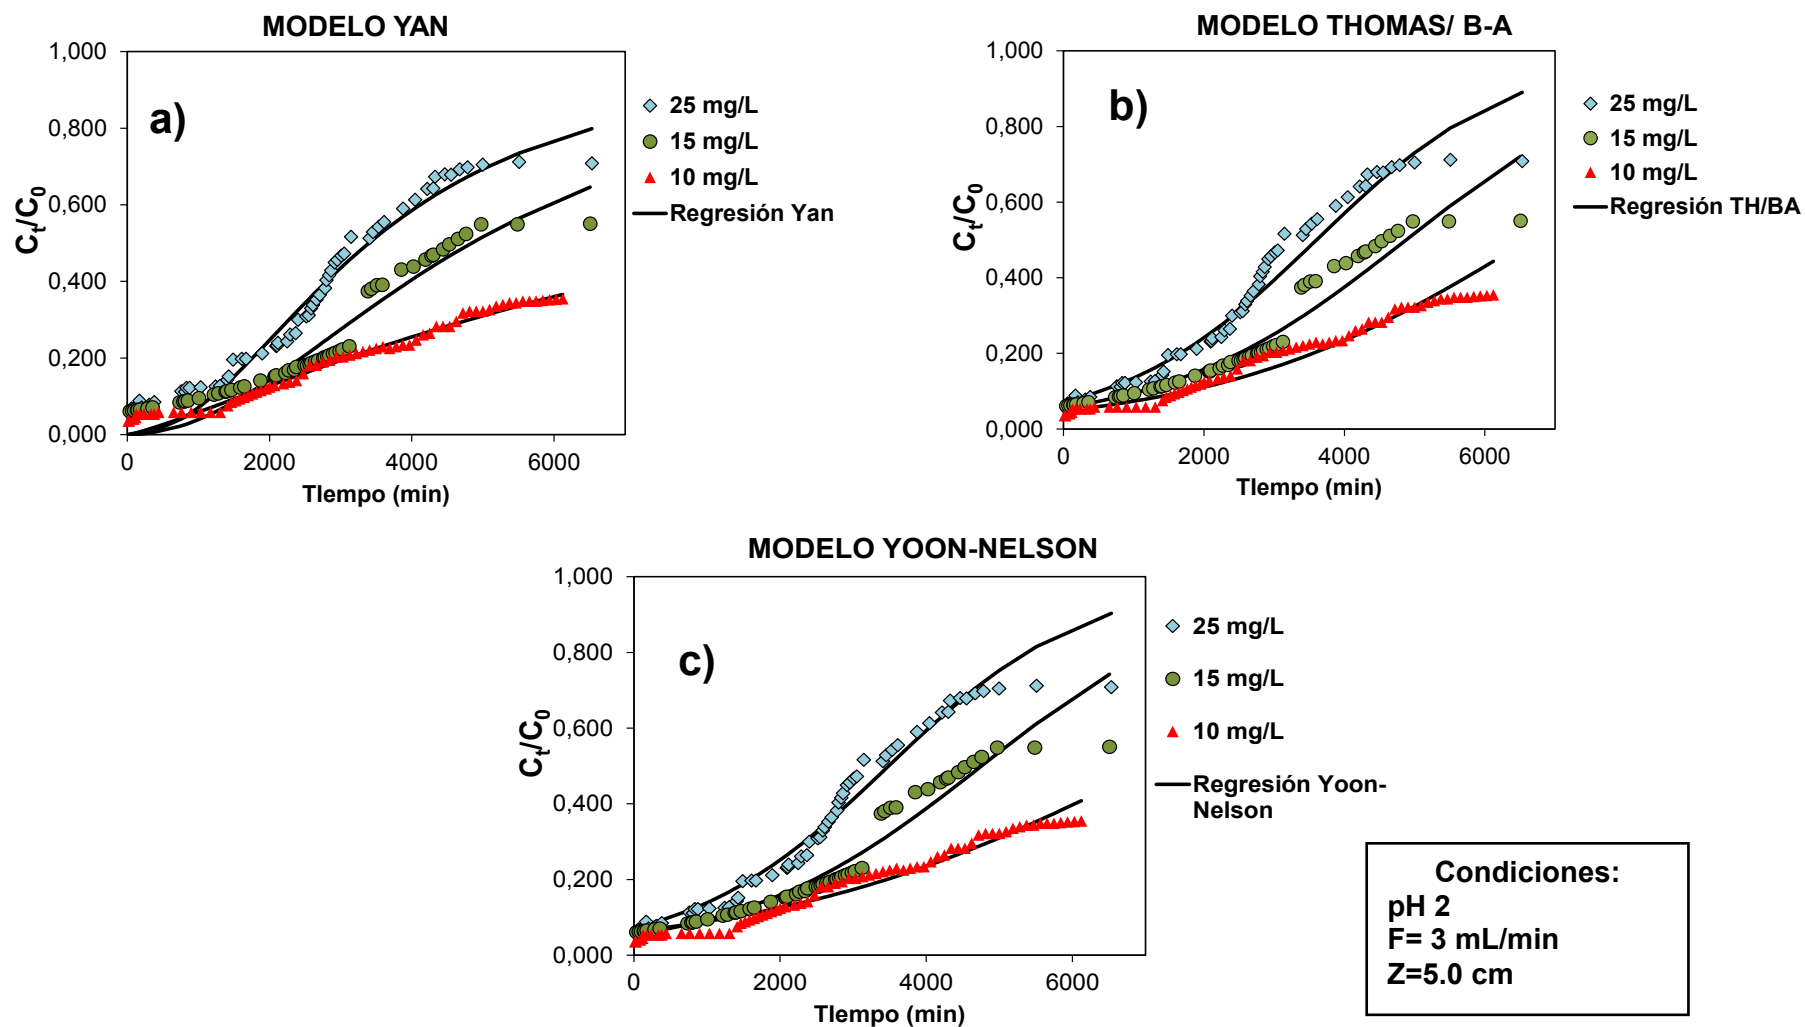 MODELO YAN
1,000
0,800
0,600
0,400
0,200
0,000
0
2000
4000
6000
Ct/C0
TIempo (min)
a)
25 mg/L
15 mg/L
10 mg/L
Regresión Yan
MODELO THOMAS/ B-A
1,000
0,800
0,600
0,400
0,200
0,000
0
2000
4000
6000
Ct/C0
TIempo (min)
b)
25 mg/L
15 mg/L
10 mg/L
Regresión TH/BA
MODELO YOON-NELSON
1,000
0,800
0,600
0,400
0,200
0,000
0
2000
4000
6000
Ct/C0
TIempo (min)
c)
25 mg/L
15 mg/L
10 mg/L
Regresión Yoon-
Nelson
Condiciones:
pH 2
F= 3 mL/min
Z=5.0 cm